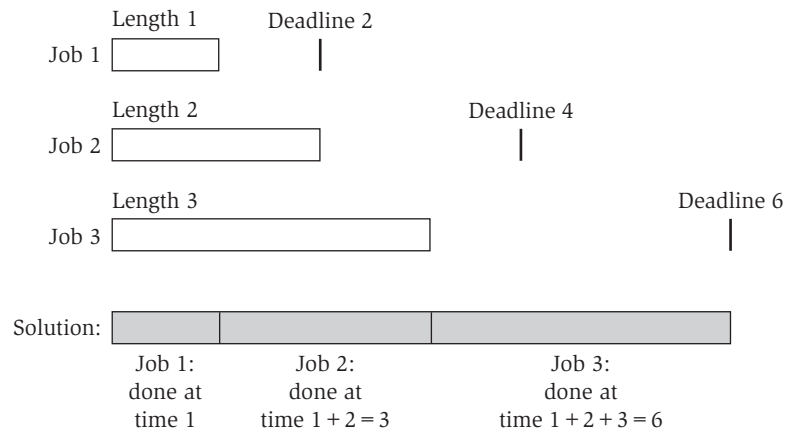 Length 1
Deadline 2
Job 1
Length 2
Deadline 4
Job 2
Length 3
Deadline 6
Job 3
Solution:
Job 1:
done at
time 1
Job 2:
done at
time 1 + 2 = 3
Job 3:
done at
time 1 + 2 + 3 = 6